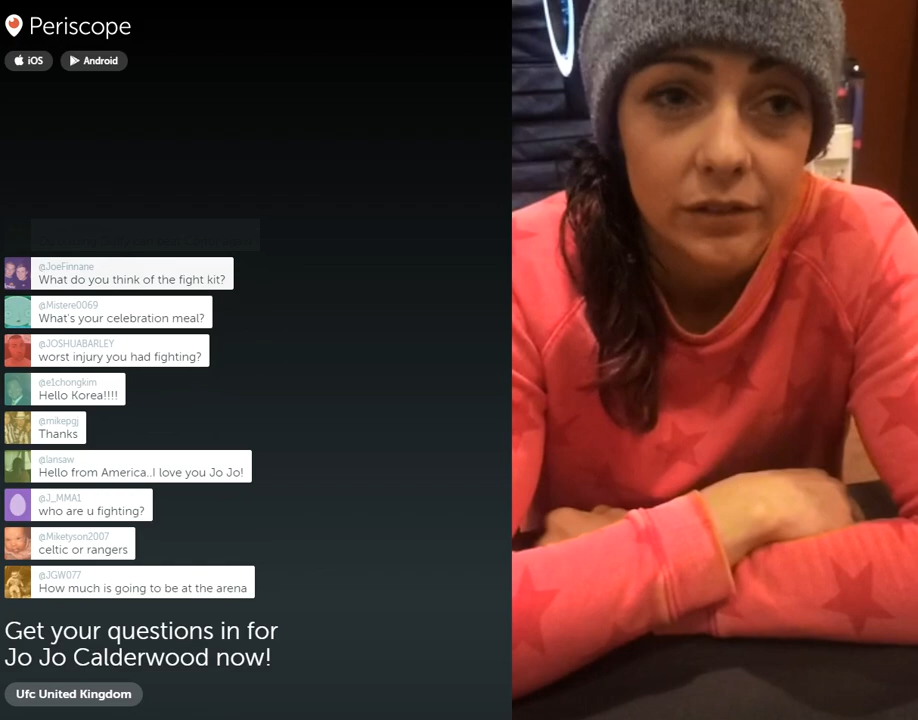 Periscope
iOS
Android
@JoeFinnane
What do you think of the fight kit?
@Mistere0069
What's your celebration meal?
@JOSHUABARLEY
worst injury you had fighting?
@e1chongkim
Hello Korea!!!!
@mikepgj
Thanks
@lansaw
Hello from America..I love you Jo Jo!
@J_MMA1
who are u fighting?
@Miketyson2007
celtic or rangers
@JGW077
How much is going to be at the arena
Get your questions in for
Jo Jo Calderwood now!
Ufc United Kingdom